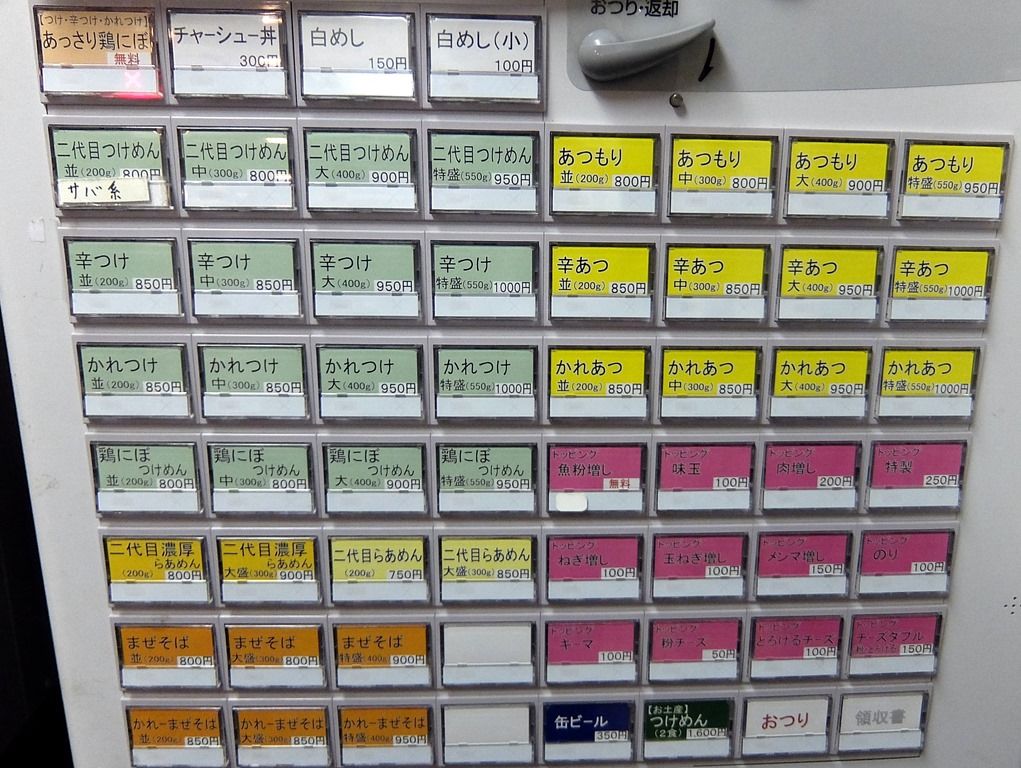 おつり・返却
【つけ・辛つけ・かれつけ】
あっさり鶏にぼ
無料
チャーシュー丼
300円
白めし
150円
白めし(小)
100円
二代目つけめん
並(200g) 800円
サバ系
二代目つけめん
中(300g) 800円
二代目つけめん
大(400g) 900円
二代目つけめん
特盛(550g) 950円
あつもり
並(200g) 800円
あつもり
中(300g) 800円
あつもり
大(400g) 900円
あつもり
特盛(550g) 950円
辛つけ
並(200g) 850円
辛つけ
中(300g) 850円
辛つけ
大(400g) 950円
辛つけ
特盛(550g) 1000円
辛あつ
並(200g) 850円
辛あつ
中(300g) 850円
辛あつ
大(400g) 950円
辛あつ
特盛(550g) 1000円
かれつけ
並(200g) 850円
かれつけ
中(300g) 850円
かれつけ
大(400g) 950円
かれつけ
特盛(550g) 1000円
かれあつ
並(200g) 850円
かれあつ
中(300g) 850円
かれあつ
大(400g) 950円
かれあつ
特盛(550g) 1000円
鶏にぼ
つけめん
並(200g) 800円
鶏にぼ
つけめん
中(300g) 800円
鶏にぼ
つけめん
大(400g) 900円
鶏にぼ
つけめん
特盛(550g) 950円
トッピング
魚粉増し
無料
トッピング
味玉
100円
トッピング
肉増し
200円
トッピング
特製
250円
二代目濃厚
らあめん
(200g) 800円
二代目濃厚
らあめん
大盛(300g) 900円
二代目らあめん
(200g) 750円
二代目らあめん
大盛(300g) 850円
トッピング
ねぎ増し
100円
トッピング
玉ねぎ増し
100円
トッピング
メンマ増し
150円
トッピング
のり
100円
まぜそば
並(200g) 800円
まぜそば
大盛(300g) 800円
まぜそば
特盛(400g) 900円
トッピング
キーマ
100円
トッピング
粉チーズ
50円
トッピング
とろけるチーズ
100円
トッピング
チーズダブル
粉/とろける 150円
かれーまぜそば
並(200g) 850円
かれーまぜそば
大盛(300g) 850円
かれーまぜそば
特盛(400g) 950円
缶ビール
350円
【お土産】
つけめん
(2食) 1,600円
おつり
領収書